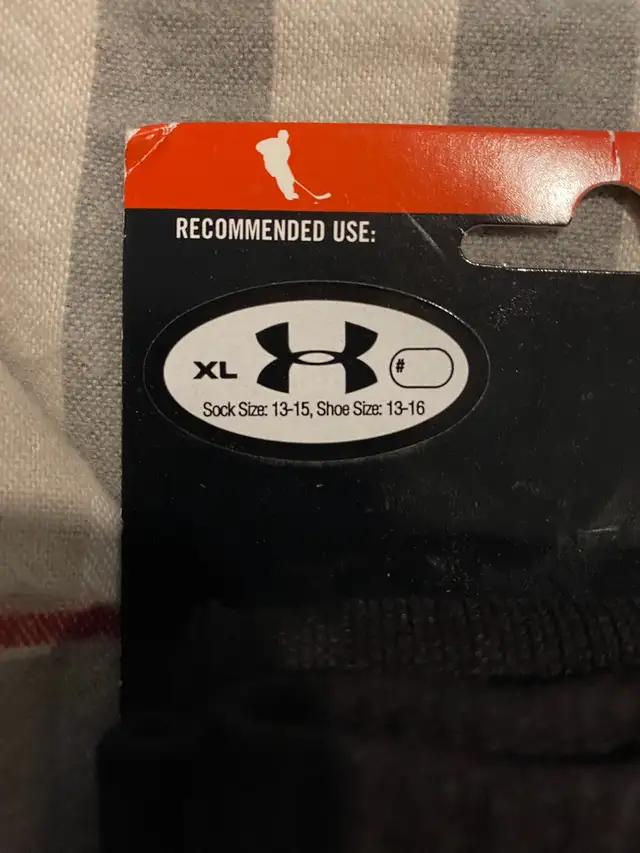 RECOMMENDED USE:
XL
#
Sock Size: 13-15, Shoe Size: 13-16